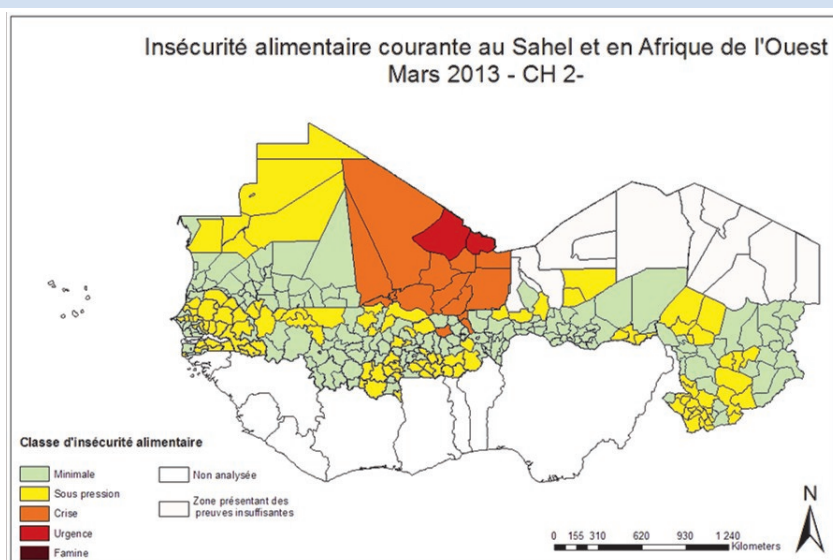 Insécurité alimentaire courante au Sahel et en Afrique de l'Ouest
Mars 2013 - CH 2-
Classe d'insécurité alimentaire
Minimale
Sous pression
Crise
Urgence
Famine
Non analysée
Zone présentant des
preuves insuffisantes
N
0 155 310 620 930 1 240
Kilometers